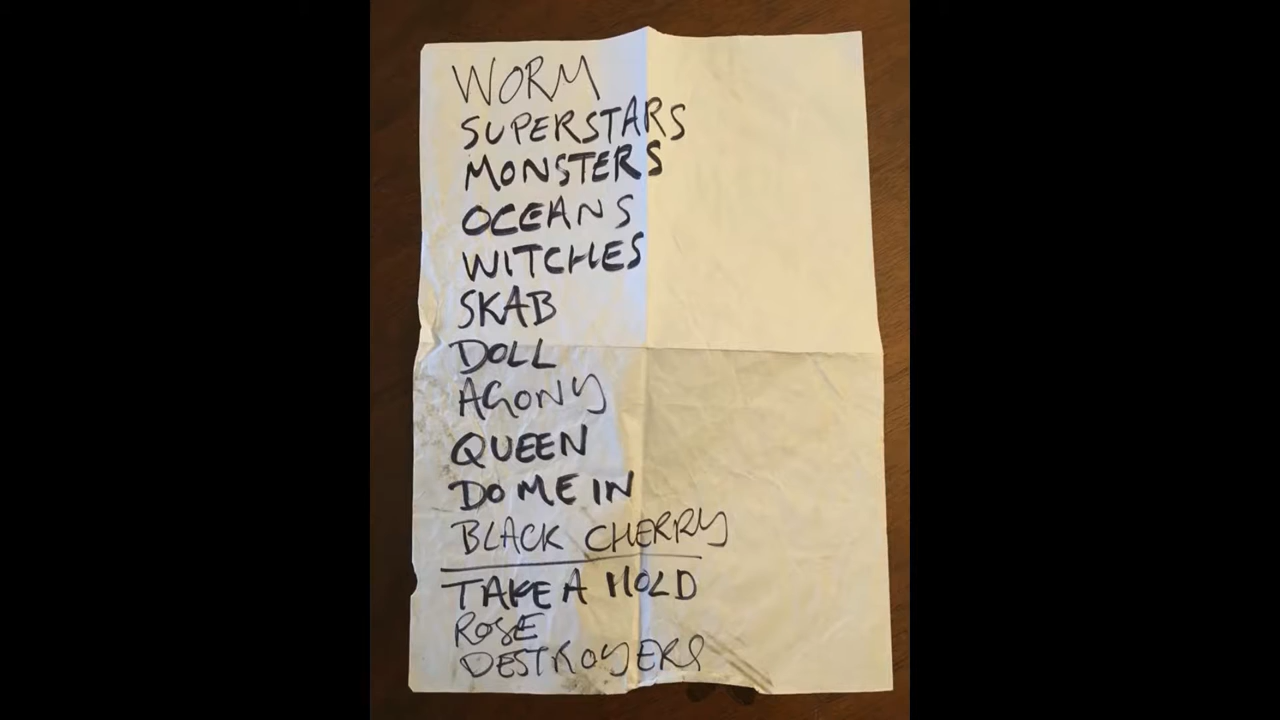 WORM
SUPERSTARS
MONSTERS
OCEANS
WITCHES
SKAB
DOLL
AGONY
QUEEN
DO ME IN
BLACK CHERRY
TAKE A HOLD
ROSE
DESTROYERS